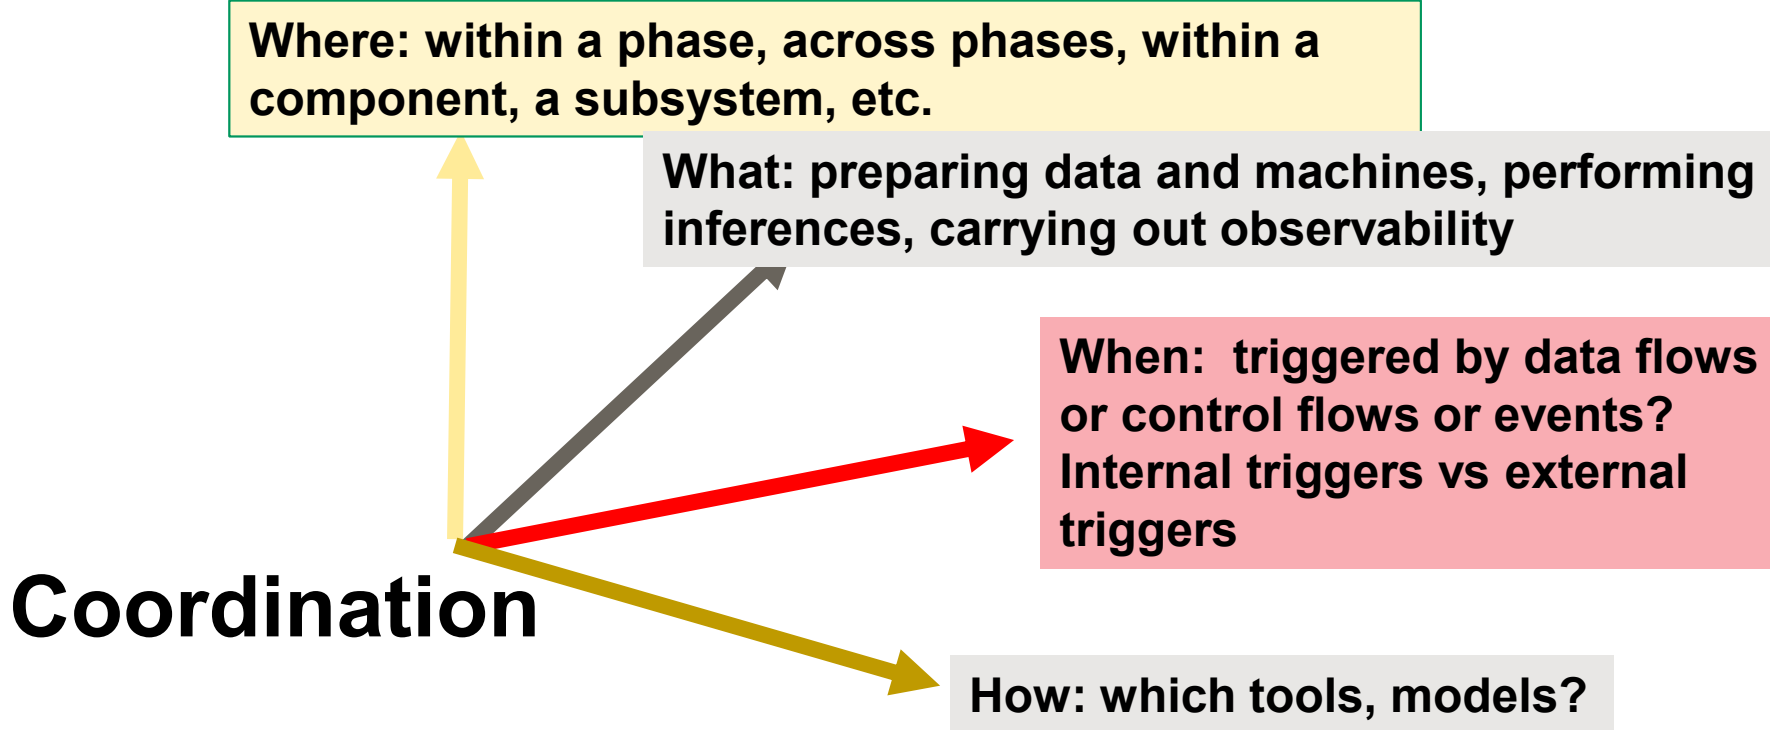 Where: within a phase, across phases, within a
component, a subsystem, etc.
What: preparing data and machines, performing
inferences, carrying out observability
When:  triggered by data flows
or control flows or events?
Internal triggers vs external
triggers
Coordination
How: which tools, models?